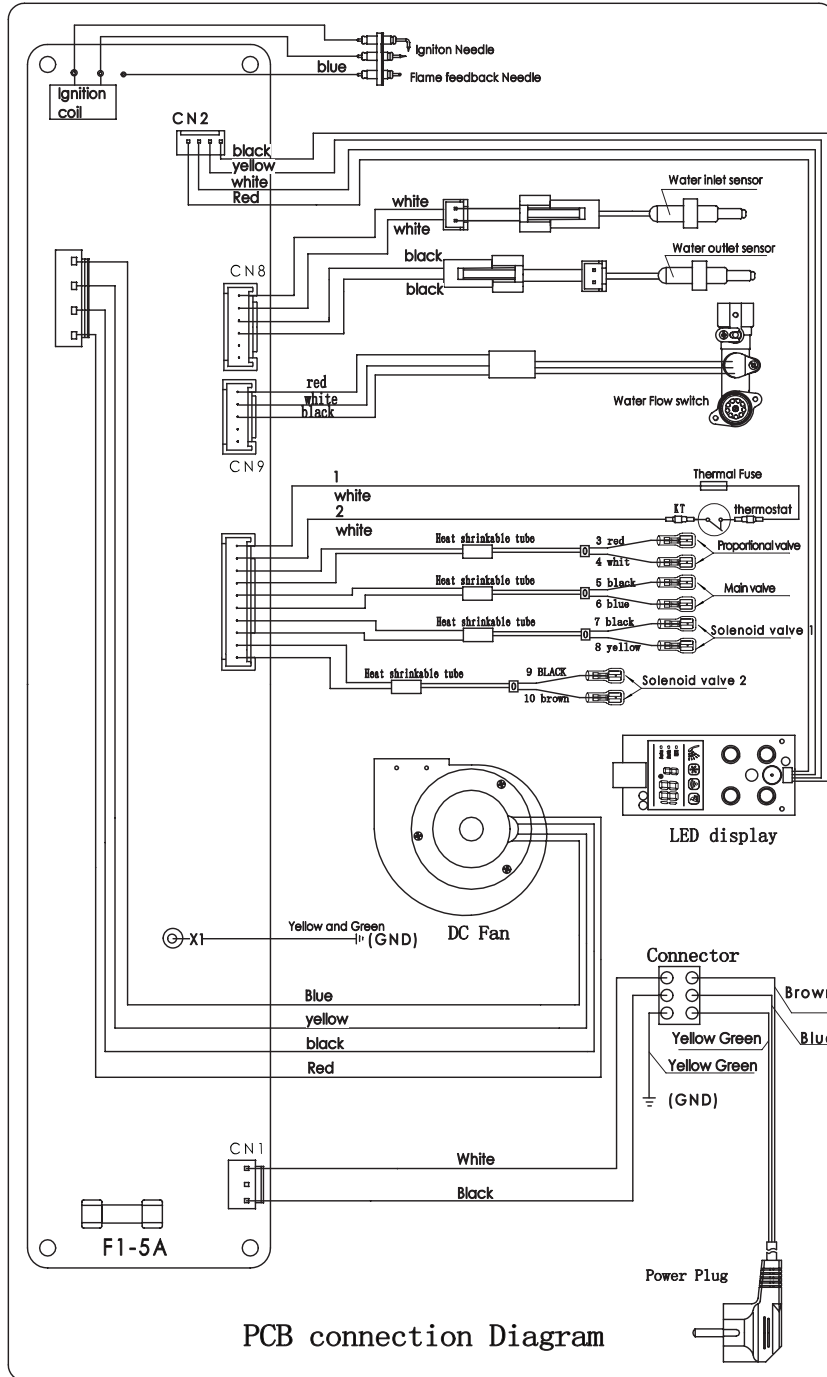 Igniton Needle
blue
Flame feedback Needle
Ignition
coil
CN2
black
yellow
white
Red
Water inlet sensor
white
white
Water outlet sensor
black
black
CN8
red
white
black
Water Flow switch
CN9
1
white
Thermal Fuse
2
white
KT
thermostat
Heat shrinkable tube
3 red
4 whit
Proportional valve
Heat shrinkable tube
5 black
6 blue
Main valve
Heat shrinkable tube
7 black
8 yellow
Solenoid valve 1
Heat shrinkable tube
9 BLACK
10 brown
Solenoid valve 2
LED display
DC Fan
X1
Yellow and Green
(GND)
Connector
Blue
Brown
yellow
Yellow Green
Blue
black
Yellow Green
Red
(GND)
CN1
White
Black
F1-5A
Power Plug
PCB connection Diagram